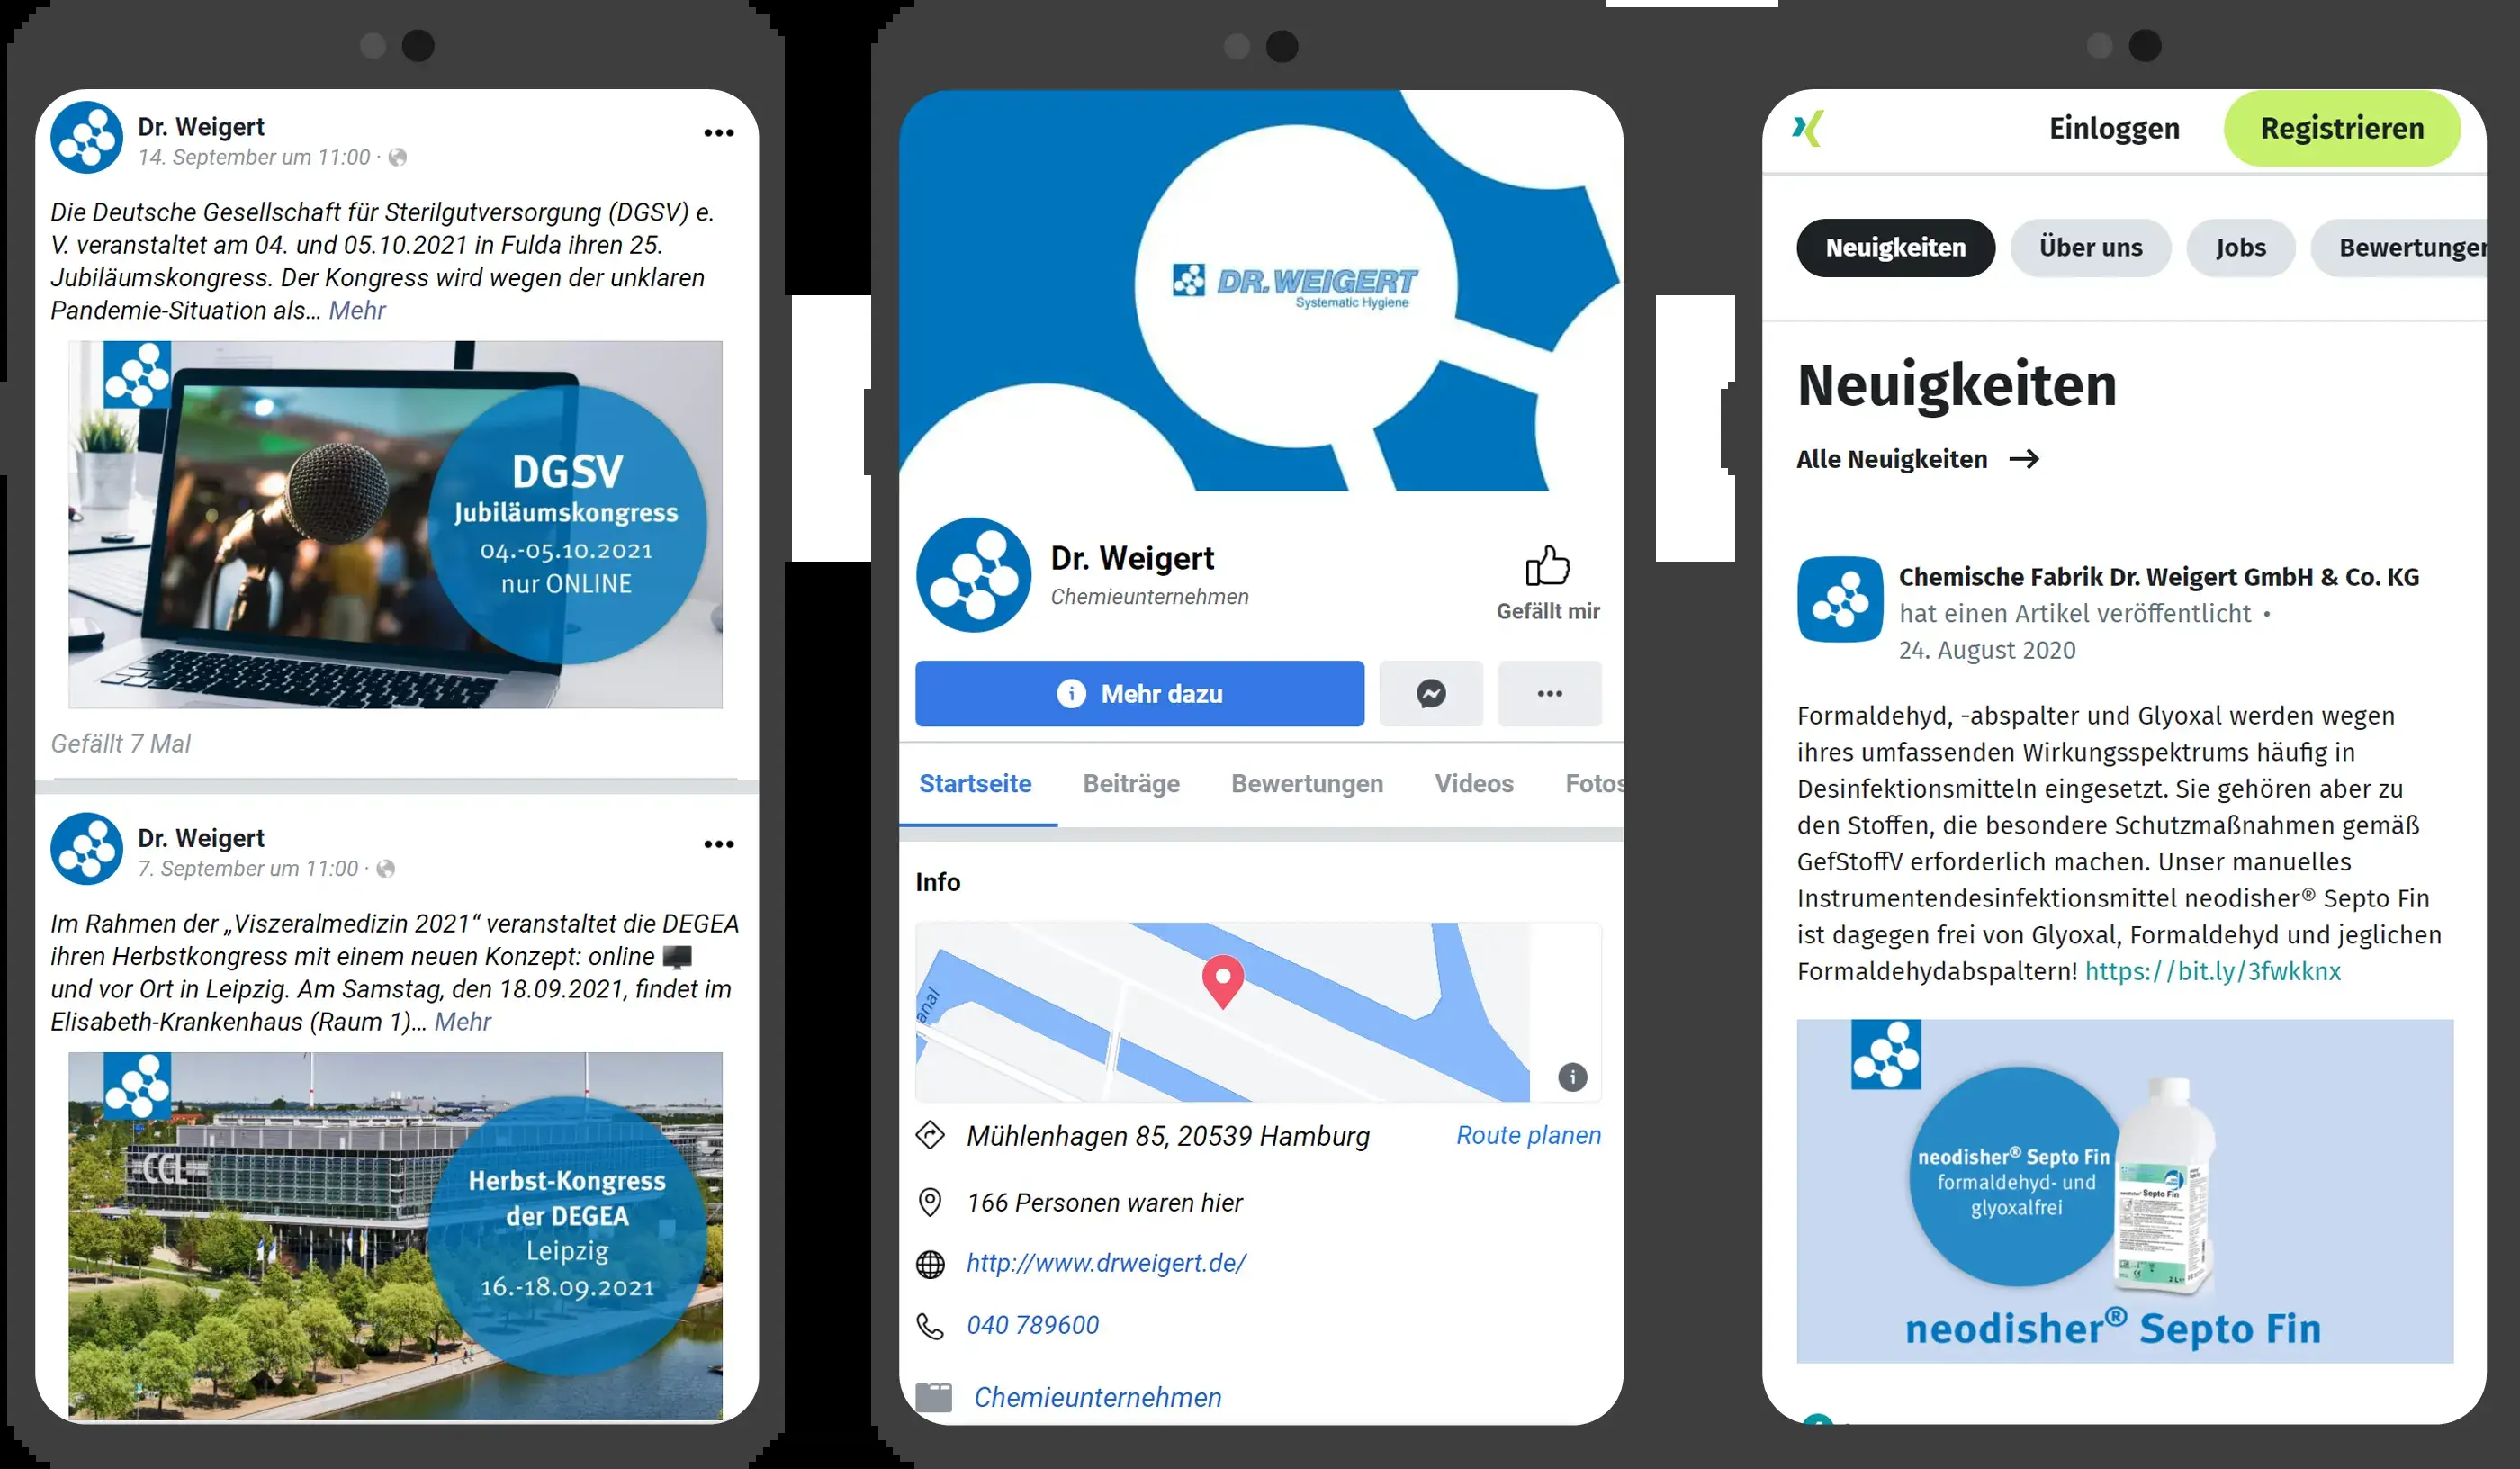 Dr. Weigert
14. September um 11:00 ·
Die Deutsche Gesellschaft für Sterilgutversorgung (DGSV) e.
V. veranstaltet am 04. und 05.10.2021 in Fulda ihren 25.
Jubiläumskongress. Der Kongress wird wegen der unklaren
Pandemie-Situation als... Mehr
DGSV
Jubiläumskongress
04.-05.10.2021
nur ONLINE
Gefällt 7 Mal
Dr. Weigert
7. September um 11:00 ·
Im Rahmen der „Viszeralmedizin 2021“ veranstaltet die DEGEA
ihren Herbstkongress mit einem neuen Konzept: online
und vor Ort in Leipzig. Am Samstag, den 18.09.2021, findet im
Elisabeth-Krankenhaus (Raum 1)... Mehr
CCL
Herbst-Kongress
der DEGEA
Leipzig
16.-18.09.2021
DR.WEIGERT
Systematic Hygiene
Dr. Weigert
Chemieunternehmen
Gefällt mir
Mehr dazu
Startseite Beiträge Bewertungen Videos Fotos
Info
anal
Mühlenhagen 85, 20539 Hamburg Route planen
166 Personen waren hier
http://www.drweigert.de/
040 789600
Chemieunternehmen
Einloggen Registrieren
Neuigkeiten Über uns Jobs Bewertungen
Neuigkeiten
Alle Neuigkeiten →
Chemische Fabrik Dr. Weigert GmbH & Co. KG
hat einen Artikel veröffentlicht •
24. August 2020
Formaldehyd, -abspalter und Glyoxal werden wegen
ihres umfassenden Wirkungsspektrums häufig in
Desinfektionsmitteln eingesetzt. Sie gehören aber zu
den Stoffen, die besondere Schutzmaßnahmen gemäß
GefStoffV erforderlich machen. Unser manuelles
Instrumentendesinfektionsmittel neodisher® Septo Fin
ist dagegen frei von Glyoxal, Formaldehyd und jeglichen
Formaldehydabspaltern! https://bit.ly/3fwkknx
neodisher® Septo Fin
formaldehyd- und
glyoxalfrei
Septo Fin
neodisher® Septo Fin